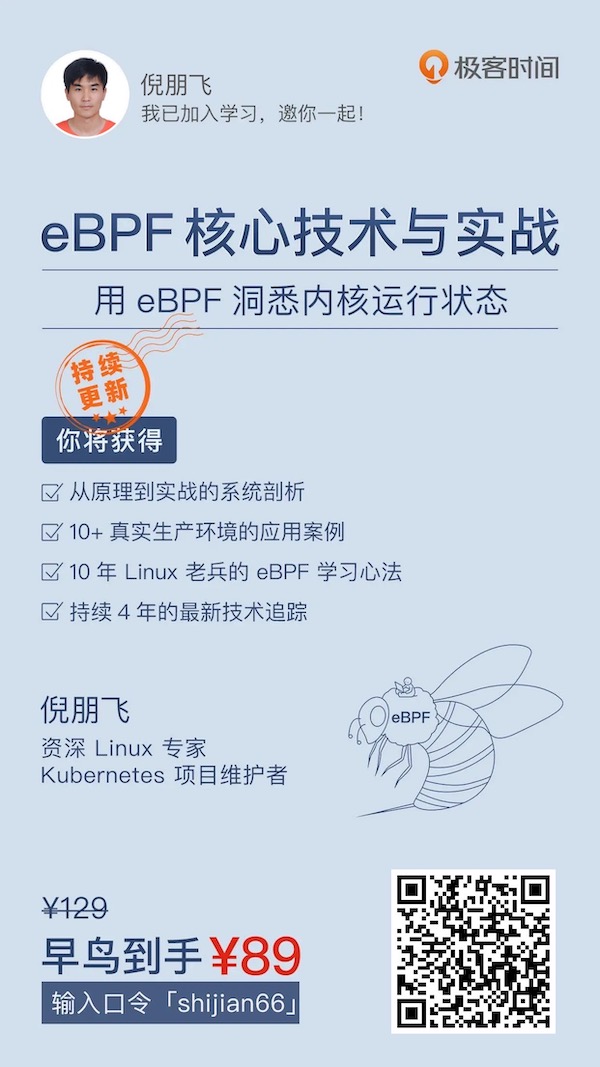 倪朋飞
我已加入学习，邀你一起！
极客时间
eBPF 核心技术与实战
用 eBPF 洞悉内核运行状态
持续
更新
你将获得
从原理到实战的系统剖析
10+ 真实生产环境的应用案例
10 年 Linux 老兵的 eBPF 学习心法
持续 4 年的最新技术追踪
倪朋飞
资深 Linux 专家
Kubernetes 项目维护者
eBPF
¥129
早鸟到手 ¥89
输入口令「shijian66」